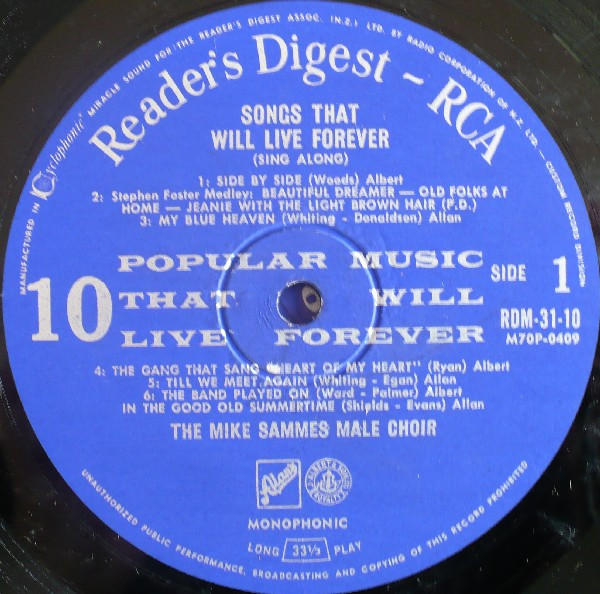 MANUFACTURED IN Cyclophonic MIRACLE SOUND FOR THE READER'S DIGEST ASSOC. (N.Z.) LTD. BY RADIO CORPORATION OF N.Z. LTD. — CUSTOM RECORD DIVISION
Reader's Digest ~ RCA
SONGS THAT
WILL LIVE FOREVER
(SING ALONG)
1: SIDE BY SIDE (Woods) Albert
2: Stephen Foster Medley: BEAUTIFUL DREAMER — OLD FOLKS AT
HOME — JEANIE WITH THE LIGHT BROWN HAIR (P.D.)
3: MY BLUE HEAVEN (Whiting - Donaldson) Allan
10
POPULAR MUSIC
THAT WILL
LIVE FOREVER
SIDE 1
RDM-31-10
M70P-0409
4: THE GANG THAT SANG "HEART OF MY HEART" (Ryan) Albert
5: TILL WE MEET AGAIN (Whiting - Egan) Allan
6: THE BAND PLAYED ON (Ward - Palmer) Albert
IN THE GOOD OLD SUMMERTIME (Shields - Evans) Allan
THE MIKE SAMMES MALE CHOIR
Allans
ROYALTY
MONOPHONIC
LONG 33⅓ PLAY
UNAUTHORIZED PUBLIC PERFORMANCE, BROADCASTING AND COPYING OF THIS RECORD PROHIBITED